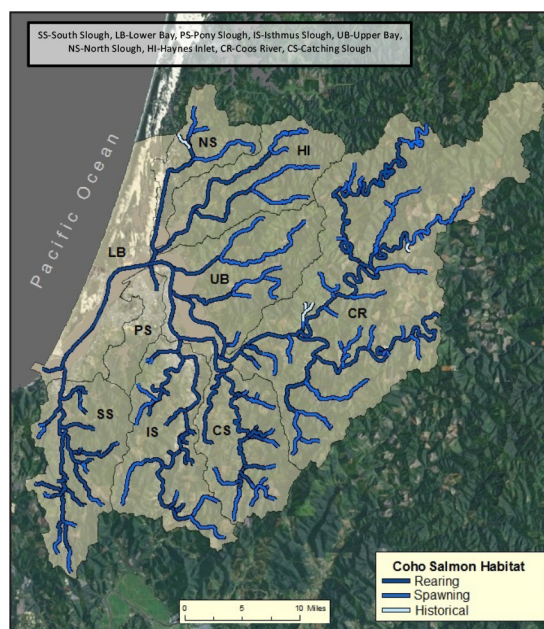 SS-South Slough, LB-Lower Bay, PS-Pony Slough, IS-Isthmus Slough, UB-Upper Bay,
NS-North Slough, HI-Haynes Inlet, CR-Coos River, CS-Catching Slough
NS
HI
Pacific Ocean
LB
UB
CR
PS
SS
IS
CS
Coho Salmon Habitat
Rearing
Spawning
Historical
0 5 10 Miles